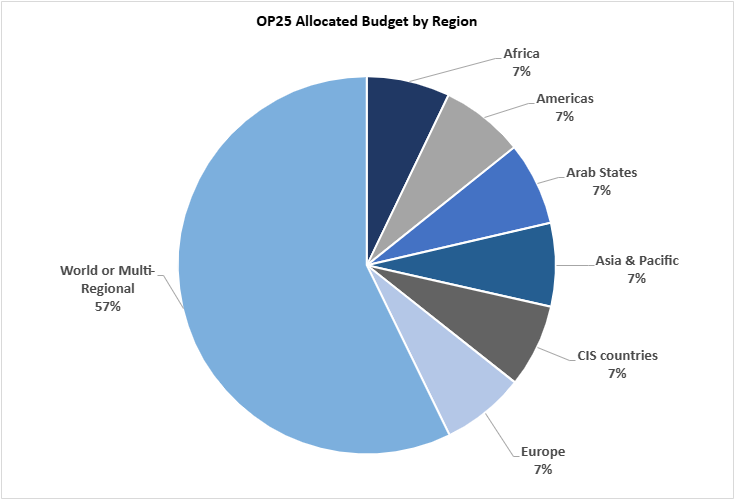 OP25 Allocated Budget by Region
Africa
7%
Americas
7%
Arab States
7%
Asia & Pacific
7%
CIS countries
7%
Europe
7%
World or Multi-
Regional
57%